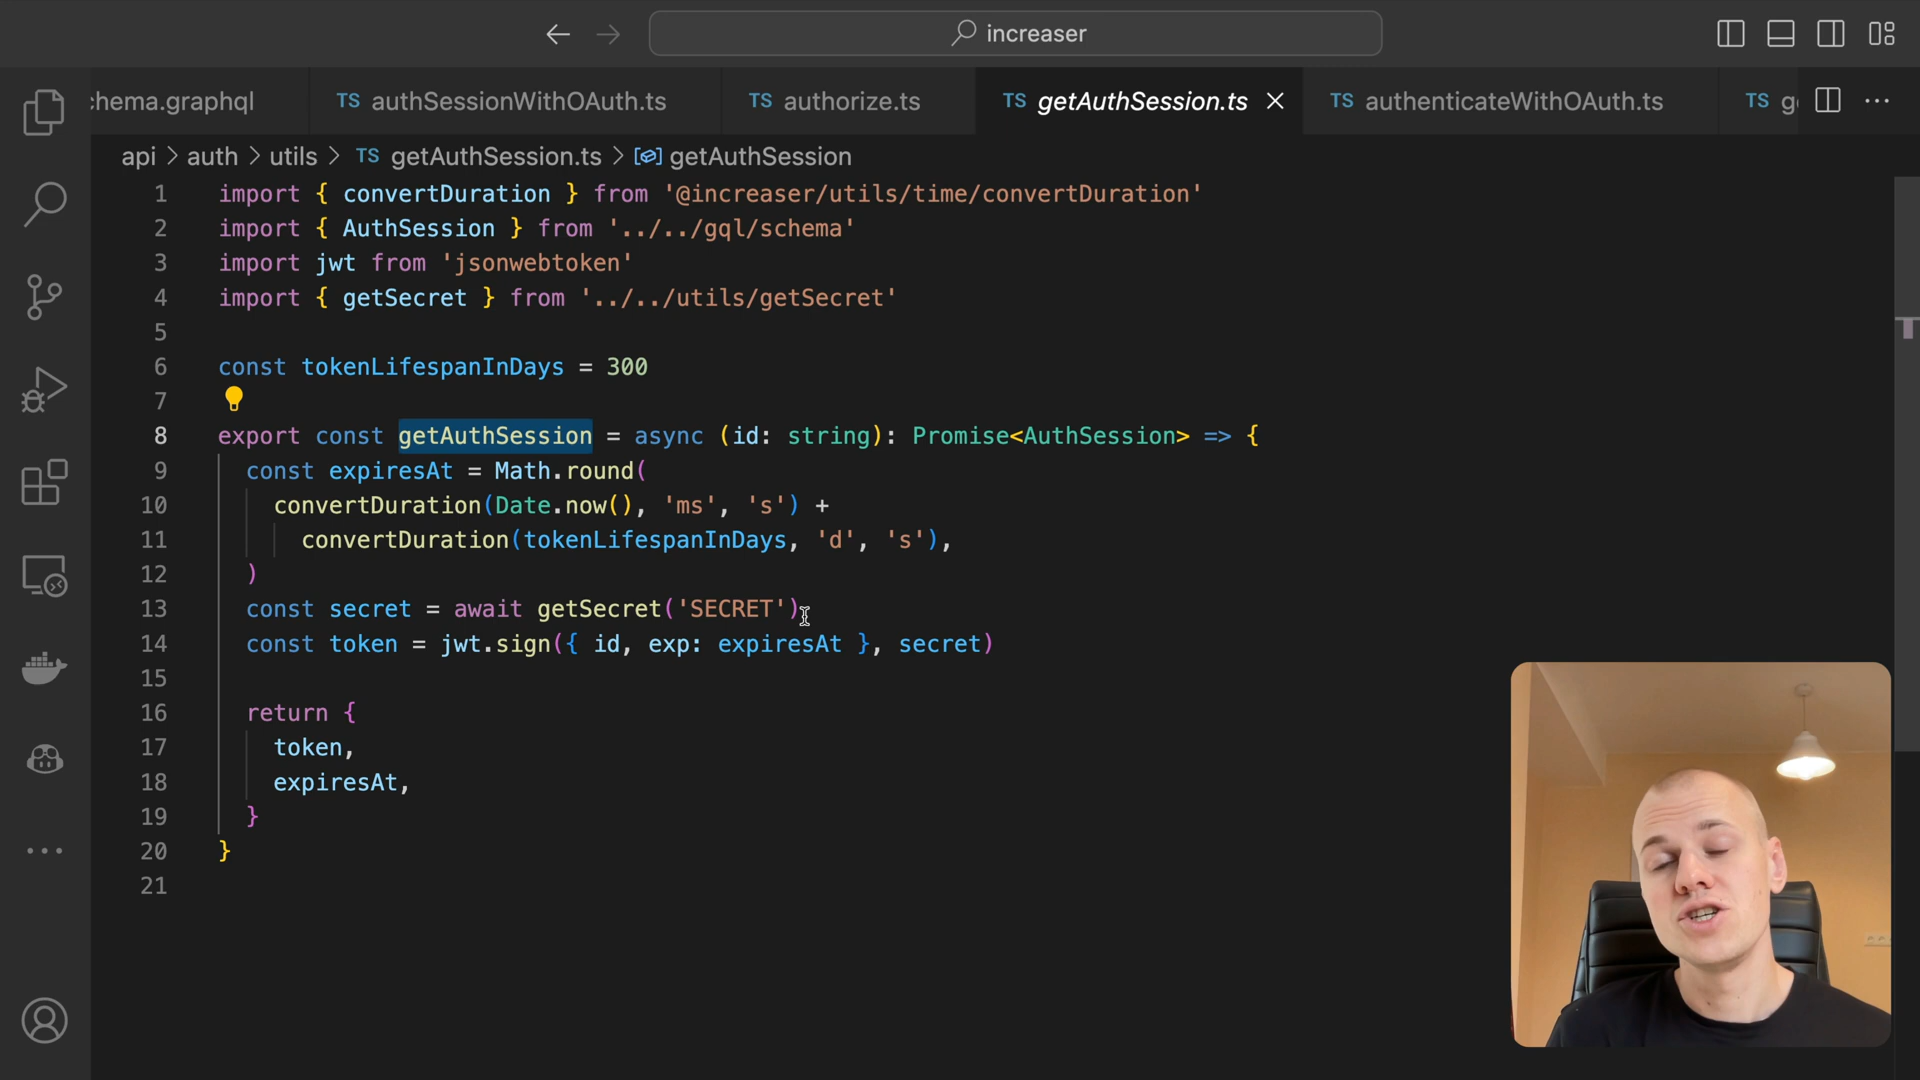 increaser
chema.graphql
TS authSessionWithOAuth.ts
TS authorize.ts
TS getAuthSession.ts
TS authenticateWithOAuth.ts
TS
api > auth > utils > TS getAuthSession.ts > getAuthSession
1 import { convertDuration } from '@increaser/utils/time/convertDuration'
2 import { AuthSession } from '../../gql/schema'
3 import jwt from 'jsonwebtoken'
4 import { getSecret } from '../../utils/getSecret'
5
6 const tokenLifespanInDays = 300
7
8 export const getAuthSession = async (id: string): Promise<AuthSession> => {
9 const expiresAt = Math.round(
10 convertDuration(Date.now(), 'ms', 's') +
11 convertDuration(tokenLifespanInDays, 'd', 's'),
12 )
13 const secret = await getSecret('SECRET')
14 const token = jwt.sign({ id, exp: expiresAt }, secret)
15
16 return {
17 token,
18 expiresAt,
19 }
20 }
21